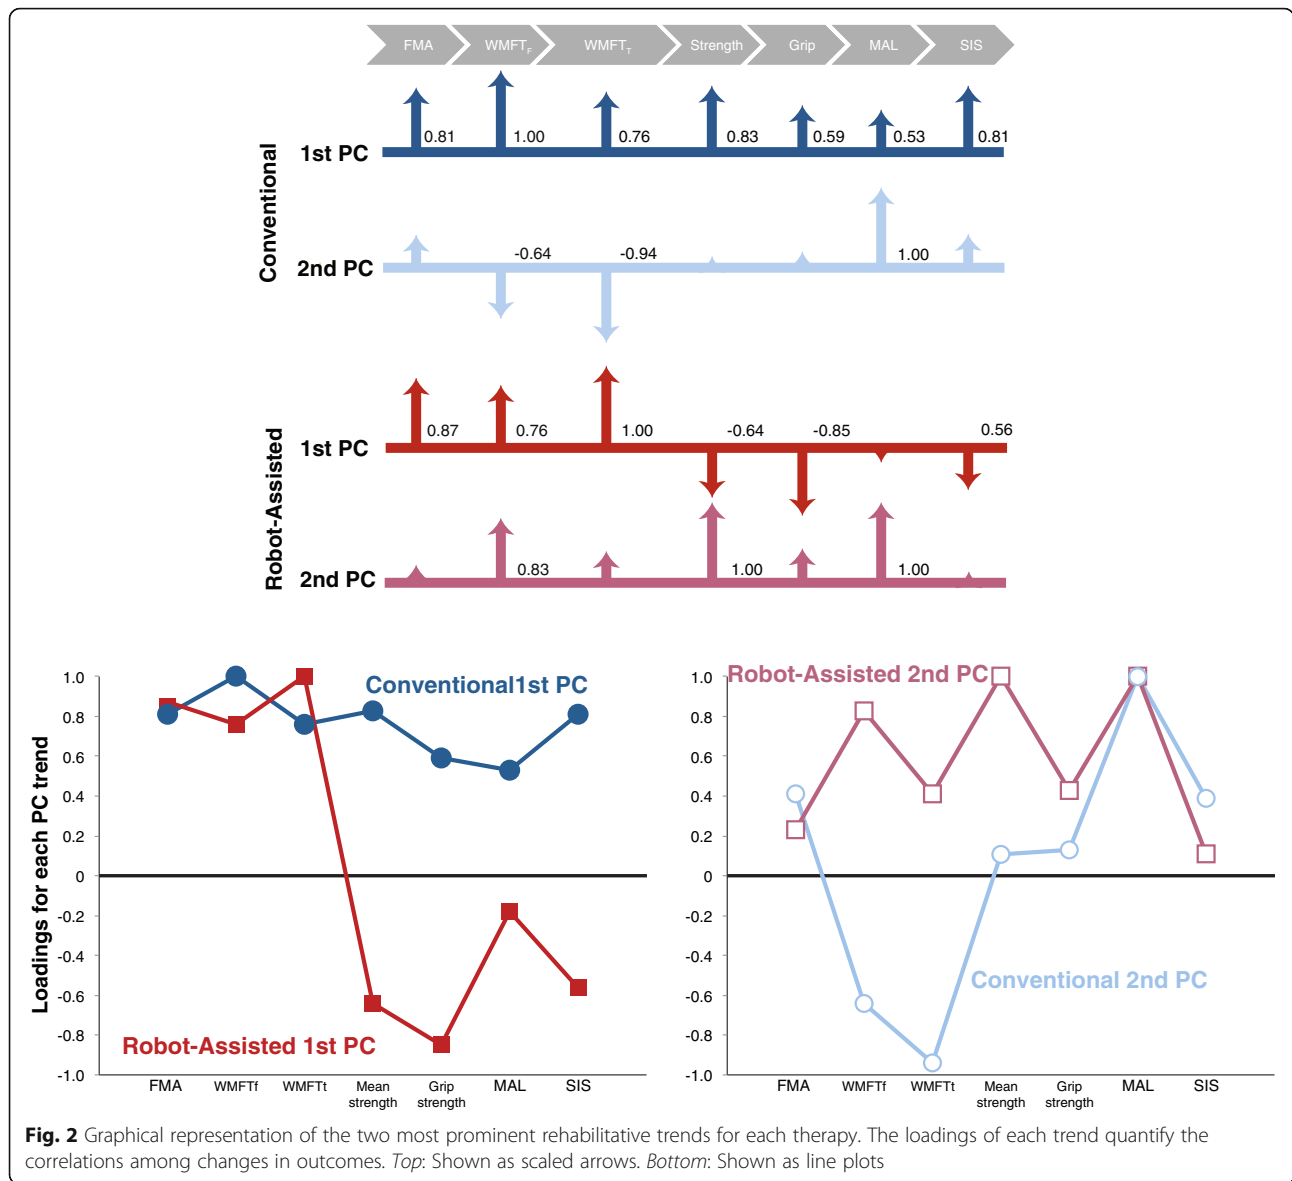 FMA WMFT_F WMFT_T Strength Grip MAL SIS
Conventional
1st PC 0.81 1.00 0.76 0.83 0.59 0.53 0.81
2nd PC -0.64 -0.94 1.00
Robot-Assisted
1st PC 0.87 0.76 1.00 -0.64 -0.85 0.56
2nd PC 0.83 1.00 1.00
Loadings for each PC trend
1.0
0.8
0.6
0.4
0.2
0
-0.2
-0.4
-0.6
-0.8
-1.0
Conventional1st PC
Robot-Assisted 1st PC
FMA WMFTf WMFTt Mean strength Grip strength MAL SIS
1.0
0.8
0.6
0.4
0.2
0
-0.2
-0.4
-0.6
-0.8
-1.0
Robot-Assisted 2nd PC
Conventional 2nd PC
FMA WMFTf WMFTt Mean strength Grip strength MAL SIS
Fig. 2 Graphical representation of the two most prominent rehabilitative trends for each therapy. The loadings of each trend quantify the
correlations among changes in outcomes. Top: Shown as scaled arrows. Bottom: Shown as line plots